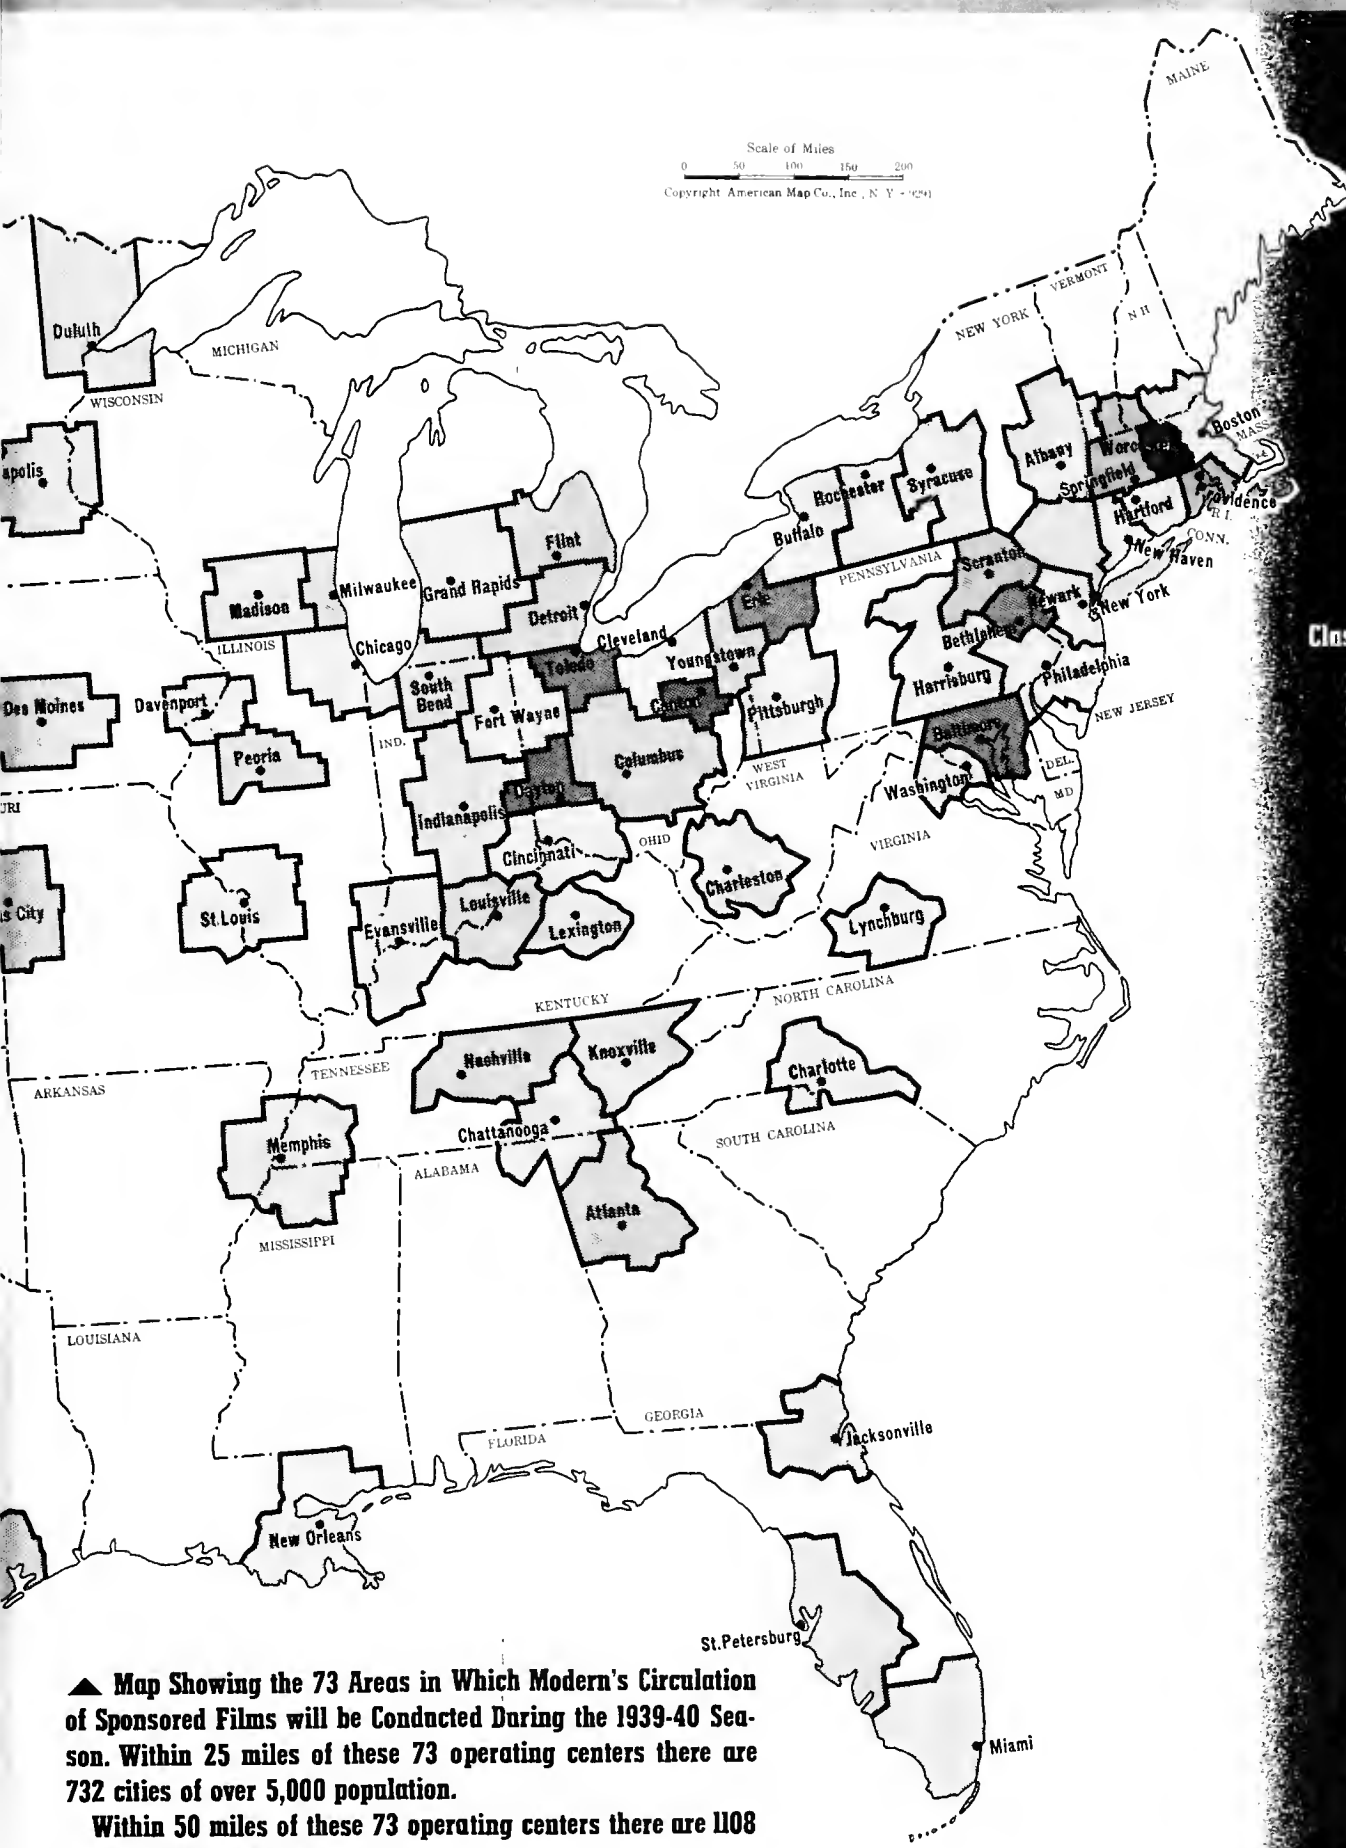 MAINE
Scale of Miles
0 50 100 150 200
Copyright American Map Co., Inc., N Y
VERMONT
NEW YORK
N H
Duluth
MICHIGAN
WISCONSIN
Boston
MASS
Albany
Springfield
Providence
R I.
Hartford
CONN.
New Haven
apolis
Rochester
Syracuse
Buffalo
Flint
PENNSYLVANIA
Scranton
Milwaukee
Grand Rapids
Madison
Detroit
Erie
Newark
New York
Cleveland
Bethlehem
ILLINOIS
Chicago
Toledo
Youngstown
Clas
South
Bend
Canton
Pittsburgh
Harrisburg
Philadelphia
Des Moines
Davenport
Fort Wayne
NEW JERSEY
IND.
Peoria
Columbus
Baltimore
WEST
VIRGINIA
Washington
DEL.
MD
URI
Dayton
Indianapolis
OHIO
VIRGINIA
Cincinnati
Charleston
s City
St.Louis
Evansville
Louisville
Lexington
Lynchburg
KENTUCKY
NORTH CAROLINA
TENNESSEE
Nashville
Knoxville
Charlotte
ARKANSAS
Memphis
Chattanooga
SOUTH CAROLINA
ALABAMA
Atlanta
MISSISSIPPI
LOUISIANA
GEORGIA
FLORIDA
Jacksonville
New Orleans
St.Petersburg
Miami
▲ Map Showing the 73 Areas in Which Modern's Circulation
of Sponsored Films will be Conducted During the 1939-40 Sea-
son. Within 25 miles of these 73 operating centers there are
732 cities of over 5,000 population.
Within 50 miles of these 73 operating centers there are 1108